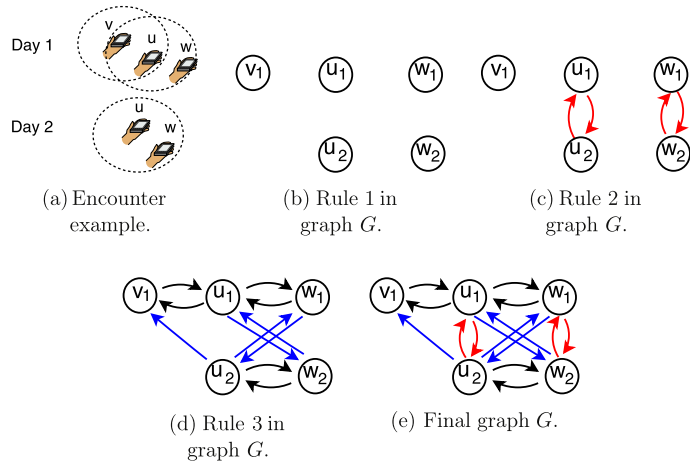 v
Day 1
u
w
u
Day 2
w
(a) Encounter
example.
v1 u1 w1
u2 w2
(b) Rule 1 in
graph G.
v1 u1 w1
u2 w2
(c) Rule 2 in
graph G.
v1 u1 w1
u2 w2
(d) Rule 3 in
graph G.
v1 u1 w1
u2 w2
(e) Final graph G.